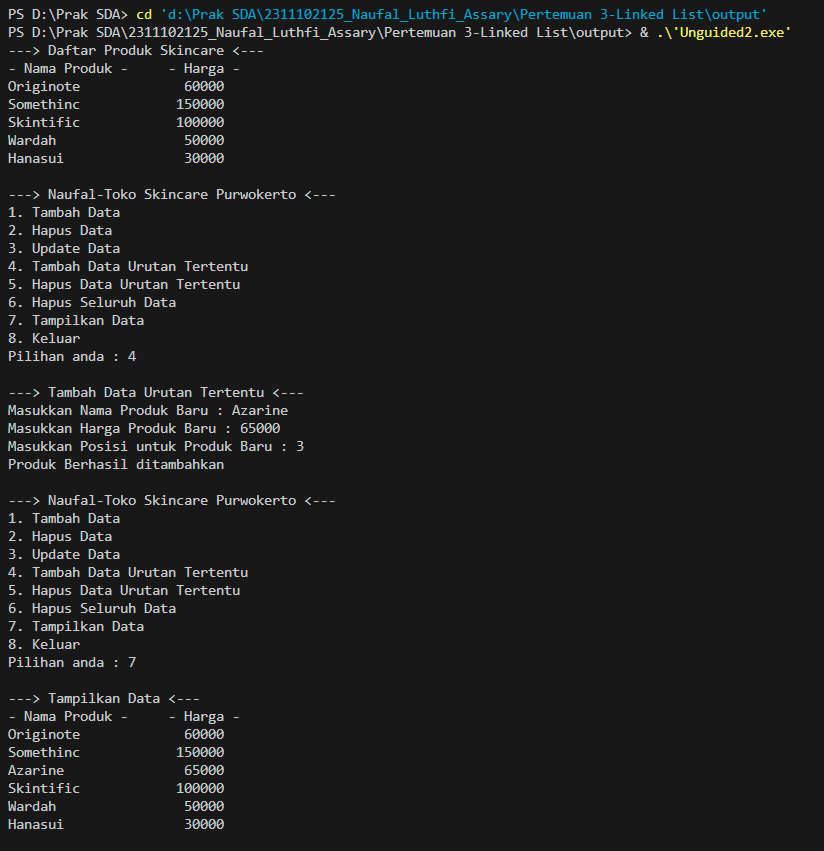 PS D:\Prak SDA> cd 'd:\Prak SDA\2311102125_Naufal_Luthfi_Assary\Pertemuan 3-Linked List\output'
PS D:\Prak SDA\2311102125_Naufal_Luthfi_Assary\Pertemuan 3-Linked List\output> & .\'Unguided2.exe'
---> Daftar Produk Skincare <---
- Nama Produk -     - Harga -
Originote             60000
Somethinc            150000
Skintific            100000
Wardah                50000
Hanasui               30000

---> Naufal-Toko Skincare Purwokerto <---
1. Tambah Data
2. Hapus Data
3. Update Data
4. Tambah Data Urutan Tertentu
5. Hapus Data Urutan Tertentu
6. Hapus Seluruh Data
7. Tampilkan Data
8. Keluar
Pilihan anda : 4

---> Tambah Data Urutan Tertentu <---
Masukkan Nama Produk Baru : Azarine
Masukkan Harga Produk Baru : 65000
Masukkan Posisi untuk Produk Baru : 3
Produk Berhasil ditambahkan

---> Naufal-Toko Skincare Purwokerto <---
1. Tambah Data
2. Hapus Data
3. Update Data
4. Tambah Data Urutan Tertentu
5. Hapus Data Urutan Tertentu
6. Hapus Seluruh Data
7. Tampilkan Data
8. Keluar
Pilihan anda : 7

---> Tampilkan Data <---
- Nama Produk -     - Harga -
Originote             60000
Somethinc            150000
Azarine               65000
Skintific            100000
Wardah                50000
Hanasui               30000